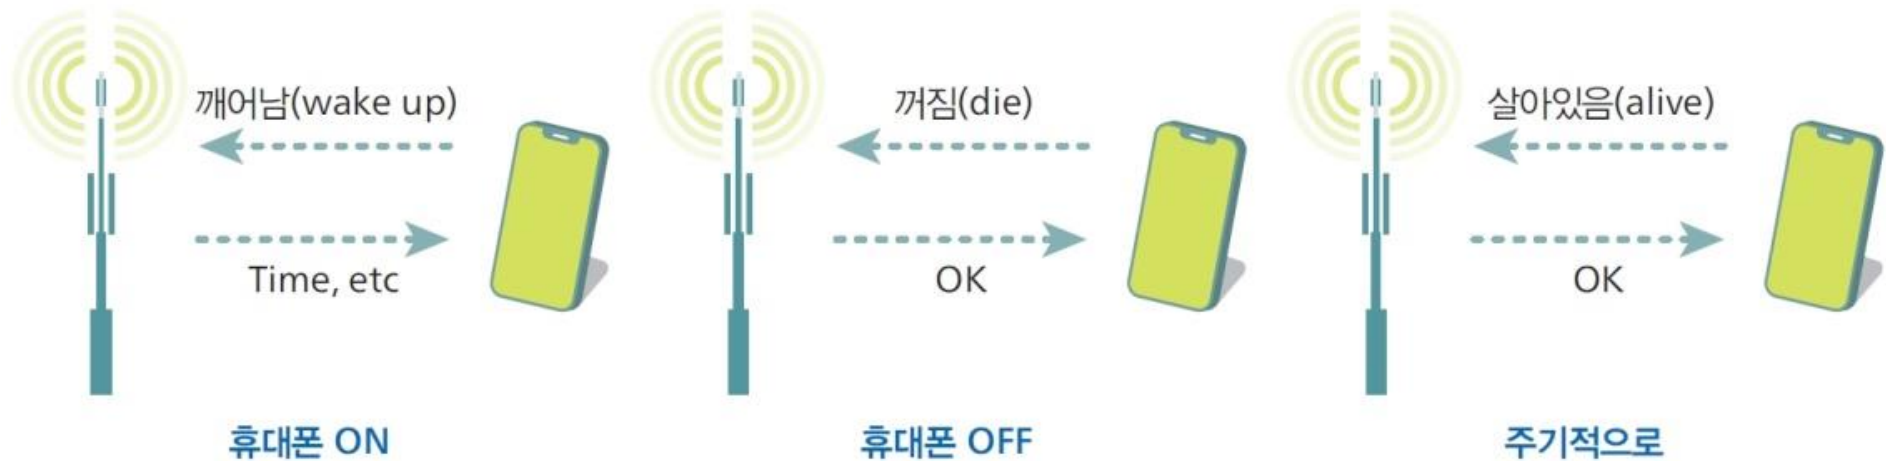 깨어남(wake up)
Time, etc
휴대폰 ON
꺼짐(die)
OK
휴대폰 OFF
살아있음(alive)
OK
주기적으로